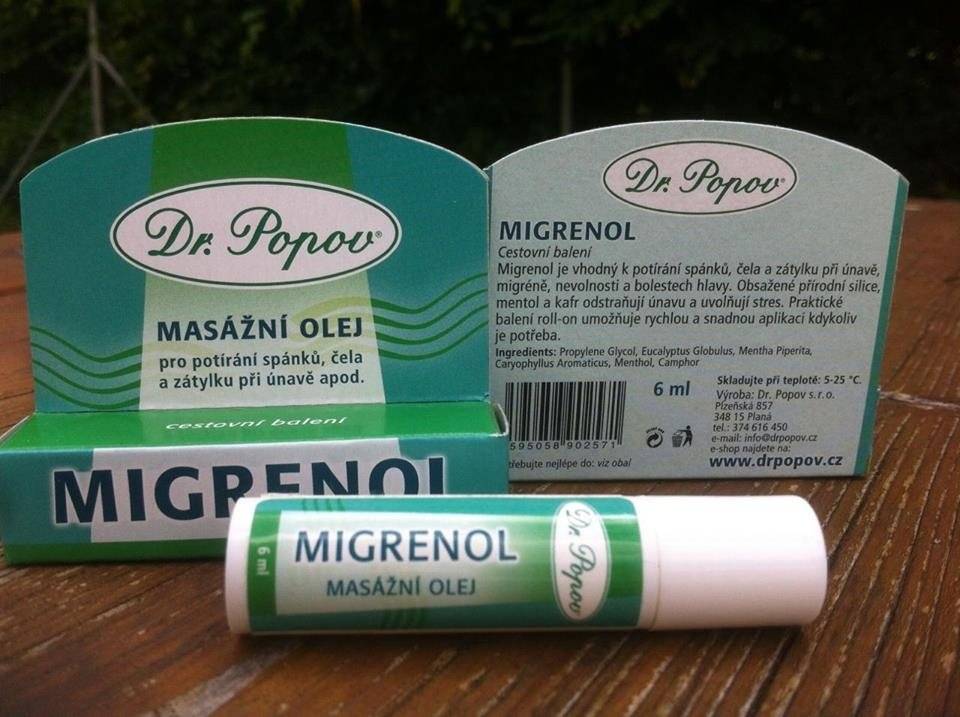 Dr. Popov®
MASÁŽNÍ OLEJ
pro potírání spánků, čela
a zátylku při únavě apod.
cestovní balení
MIGRENOL
Dr. Popov®
MIGRENOL
Cestovní balení
Migrenol je vhodný k potírání spánků, čela a zátylku při únavě,
migréně, nevolnosti a bolestech hlavy. Obsažené přírodní silice,
mentol a kafr odstraňují únavu a uvolňují stres. Praktické
balení roll-on umožňuje rychlou a snadnou aplikaci kdykoliv
je potřeba.
Ingredients: Propylene Glycol, Eucalyptus Globulus, Mentha Piperita,
Caryophyllus Aromaticus, Menthol, Camphor
595058 902571
6 ml
Skladujte při teplotě: 5-25 °C.
Výroba: Dr. Popov s.r.o.
Plzeňská 857
348 15 Planá
tel.: 374 616 450
e-mail: info@drpopov.cz
e-shop najdete na:
www.drpopov.cz
třebujte nejlépe do: viz obal
6 ml
MIGRENOL
MASÁŽNÍ OLEJ
Dr. Popov